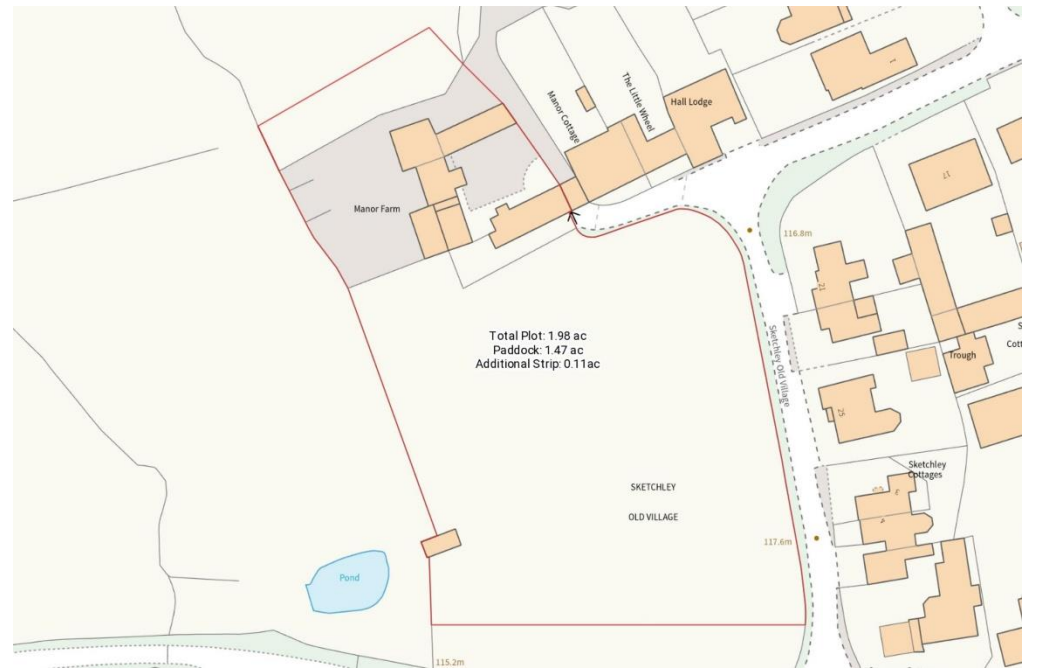 1
Hall Lodge
The Little Wheel
Manor Cottage
17
Manor Farm
116.8m
21
Total Plot: 1.98 ac
Paddock: 1.47 ac
Additional Strip: 0.11ac
Sketchley Old Village
Trough
25
Sketchley
Cottages
SKETCHLEY
OLD VILLAGE
3
4
117.6m
Pond
115.2m